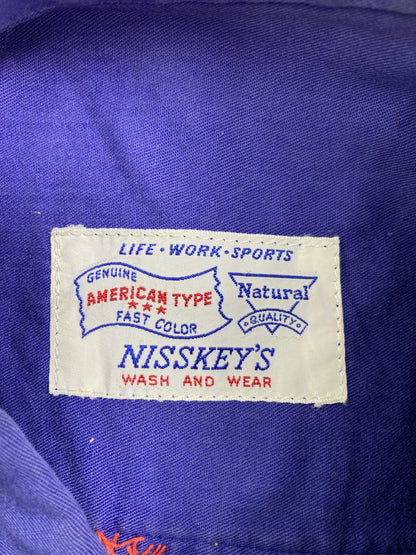 LIFE · WORK · SPORTS
GENUINE
AMERICAN TYPE
★★★
FAST COLOR
Natural
QUALITY
NISSKEY'S
WASH AND WEAR